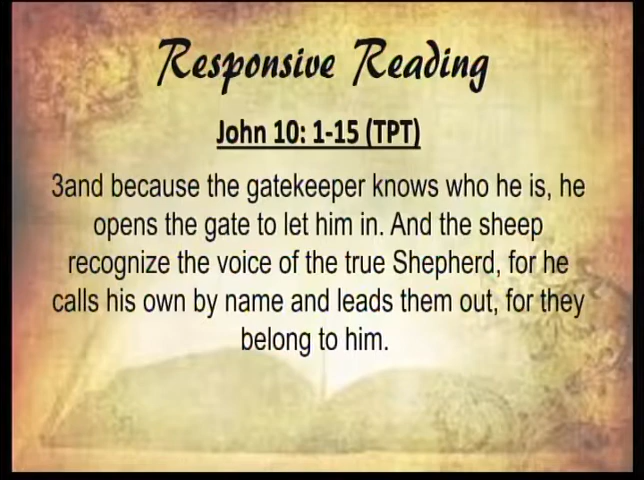 Responsive Reading
John 10: 1-15 (TPT)
3and because the gatekeeper knows who he is, he
opens the gate to let him in. And the sheep
recognize the voice of the true Shepherd, for he
calls his own by name and leads them out, for they
belong to him.